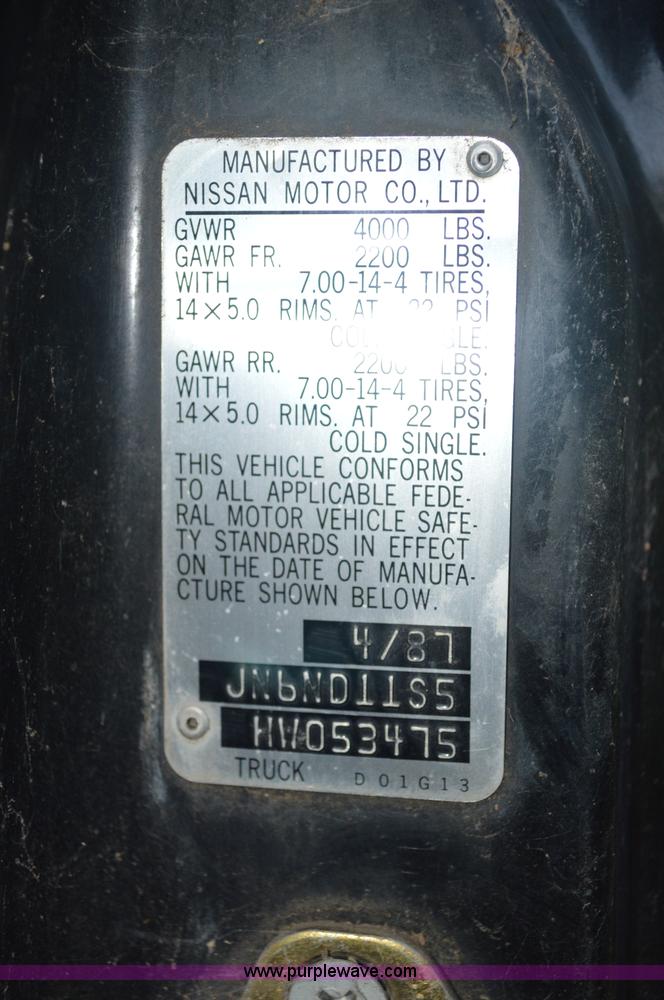 MANUFACTURED BY
NISSAN MOTOR CO., LTD.
GVWR 4000 LBS.
GAWR FR. 2200 LBS.
WITH 7.00-14-4 TIRES,
14×5.0 RIMS. AT 22 PSI
GAWR RR. 2200 LBS.
WITH 7.00-14-4 TIRES,
14×5.0 RIMS. AT 22 PSI
COLD SINGLE.
THIS VEHICLE CONFORMS
TO ALL APPLICABLE FEDE-
RAL MOTOR VEHICLE SAFE-
TY STANDARDS IN EFFECT
ON THE DATE OF MANUFA-
CTURE SHOWN BELOW.
4/87
JN6ND11S5
HW053475
TRUCK D01G13
www.purplewave.com